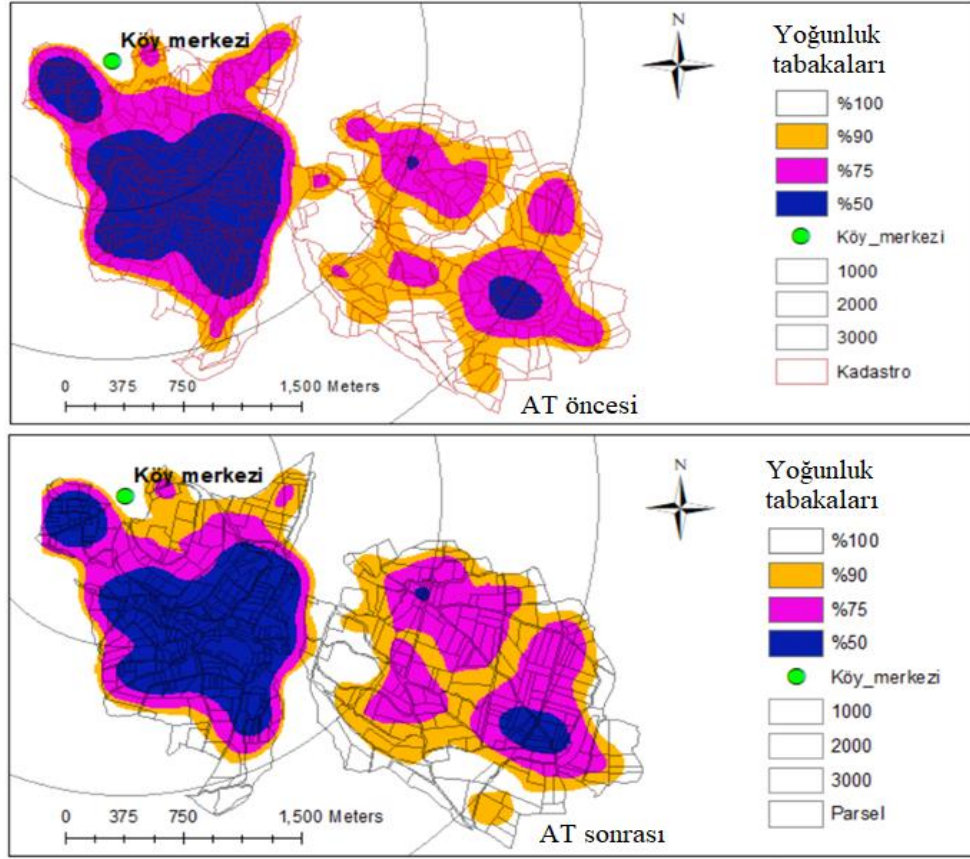 Köy merkezi
N
Yoğunluk
tabakaları
%100
%90
%75
%50
Köy_merkezi
1000
2000
3000
Kadastro
0 375 750 1,500 Meters
AT öncesi
Köy merkezi
N
Yoğunluk
tabakaları
%100
%90
%75
%50
Köy_merkezi
1000
2000
3000
Parsel
0 375 750 1,500 Meters
AT sonrası